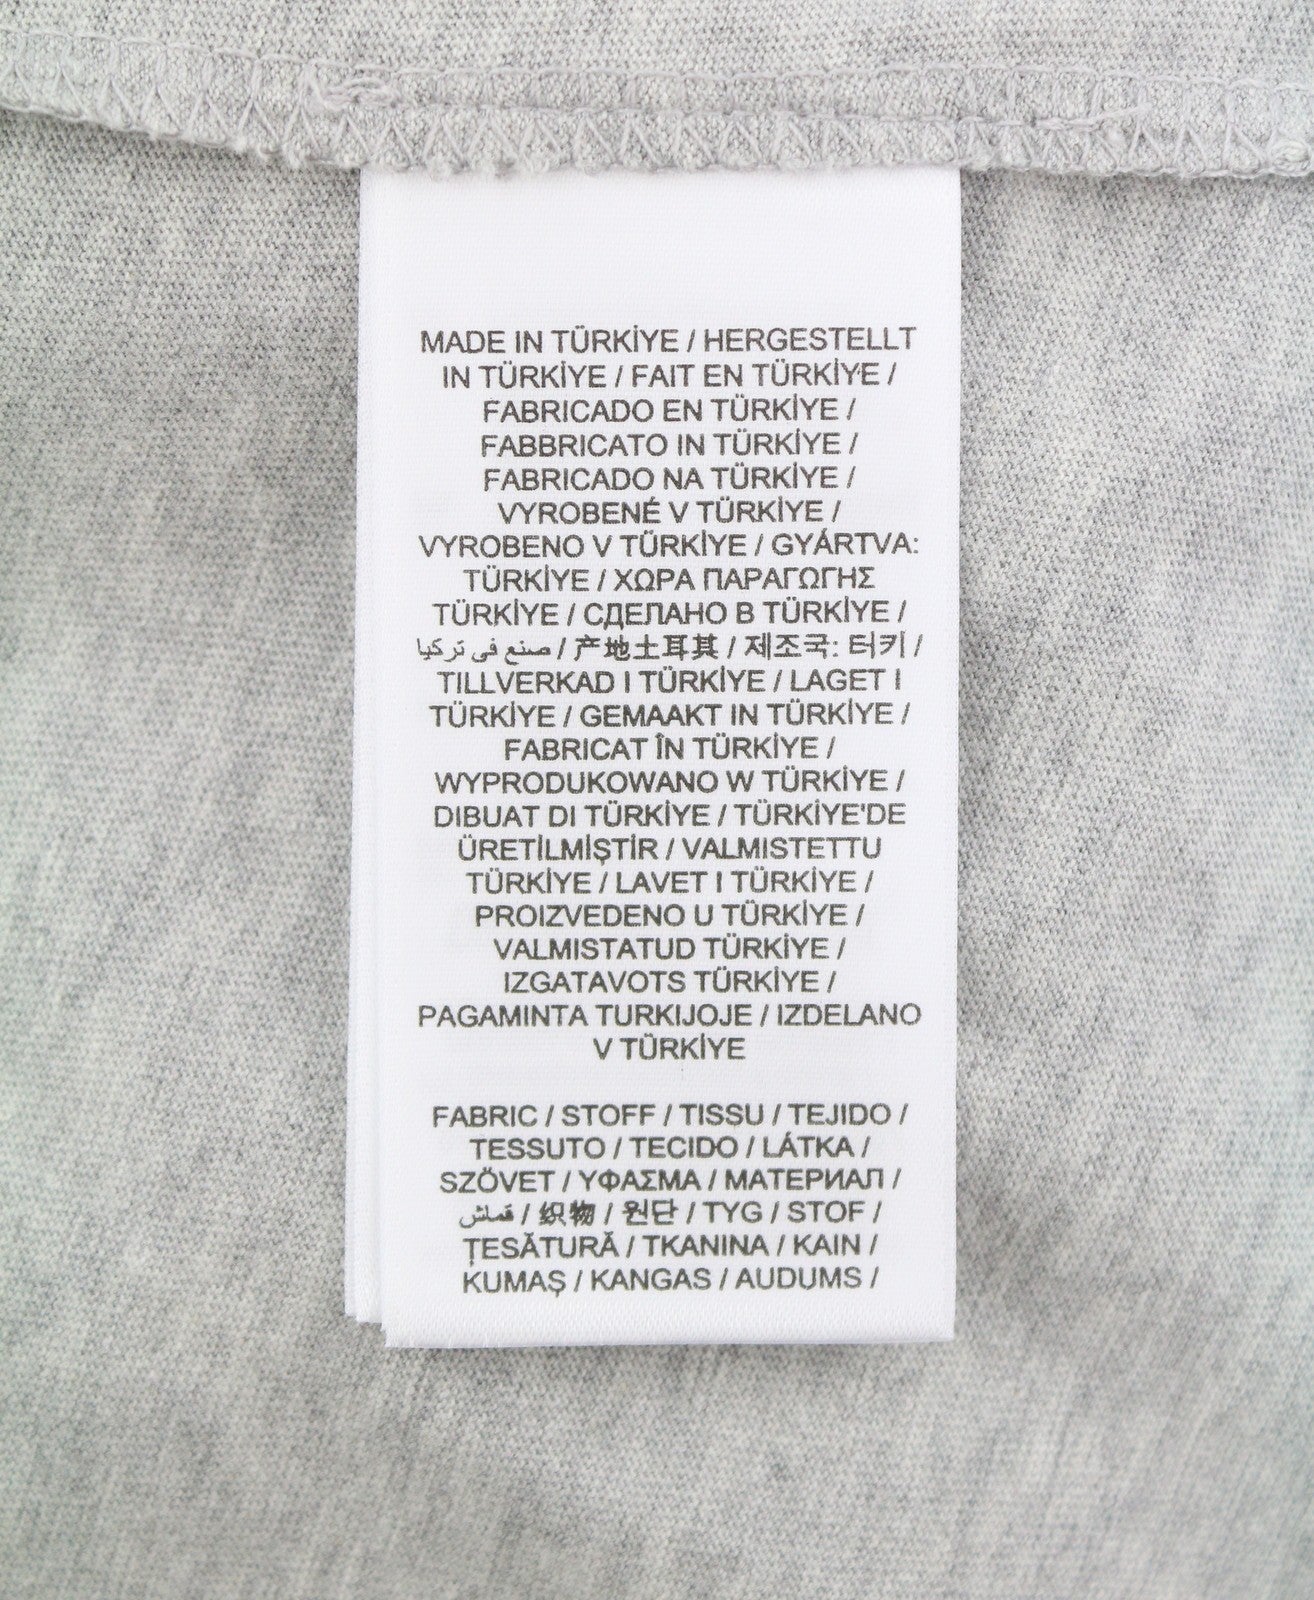 MADE IN TÜRKİYE / HERGESTELLT
IN TÜRKİYE / FAIT EN TÜRKİYE /
FABRICADO EN TÜRKİYE /
FABBRICATO IN TÜRKİYE /
FABRICADO NA TÜRKİYE /
VYROBENÉ V TÜRKİYE /
VYROBENO V TÜRKİYE / GYÁRTVA:
TÜRKİYE / ΧΩΡΑ ΠΑΡΑΓΩΓΗΣ
TÜRKİYE / СДЕЛАНО В TÜRKİYE /
صنع في تركيا / 产地土耳其 / 제조국: 터키 /
TILLVERKAD I TÜRKİYE / LAGET I
TÜRKİYE / GEMAAKT IN TÜRKİYE /
FABRICAT ÎN TÜRKİYE /
WYPRODUKOWANO W TÜRKİYE /
DIBUAT DI TÜRKİYE / TÜRKİYE'DE
ÜRETİLMİŞTİR / VALMISTETTU
TÜRKİYE / LAVET I TÜRKİYE /
PROIZVEDENO U TÜRKİYE /
VALMISTATUD TÜRKİYE /
IZGATAVOTS TÜRKİYE /
PAGAMINTA TURKIJOJE / IZDELANO
V TÜRKİYE
FABRIC / STOFF / TISSU / TEJIDO /
TESSUTO / TECIDO / LÁTKA /
SZÖVET / ΥΦΑΣΜΑ / МАТЕРИАЛ /
قماش / 织物 / 원단 / TYG / STOF /
ȚESĂTURĂ / TKANINA / KAIN /
KUMAŞ / KANGAS / AUDUMS /